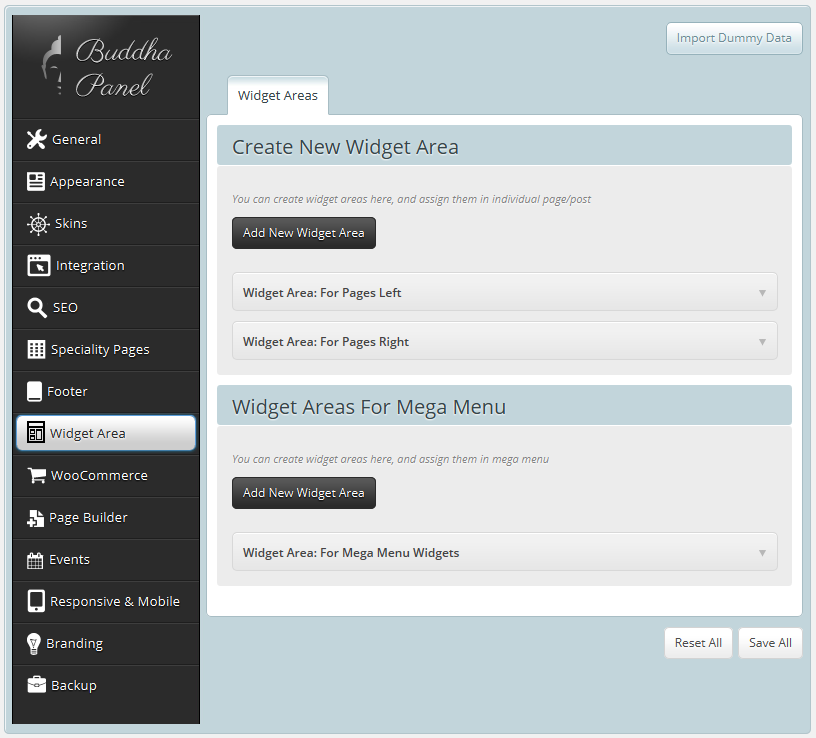 Buddha
Panel
Import Dummy Data
General
Appearance
Skins
Integration
SEO
Speciality Pages
Footer
Widget Area
WooCommerce
Page Builder
Events
Responsive & Mobile
Branding
Backup
Widget Areas
Create New Widget Area
You can create widget areas here, and assign them in individual page/post
Add New Widget Area
Widget Area: For Pages Left
Widget Area: For Pages Right
Widget Areas For Mega Menu
You can create widget areas here, and assign them in mega menu
Add New Widget Area
Widget Area: For Mega Menu Widgets
Reset All
Save All